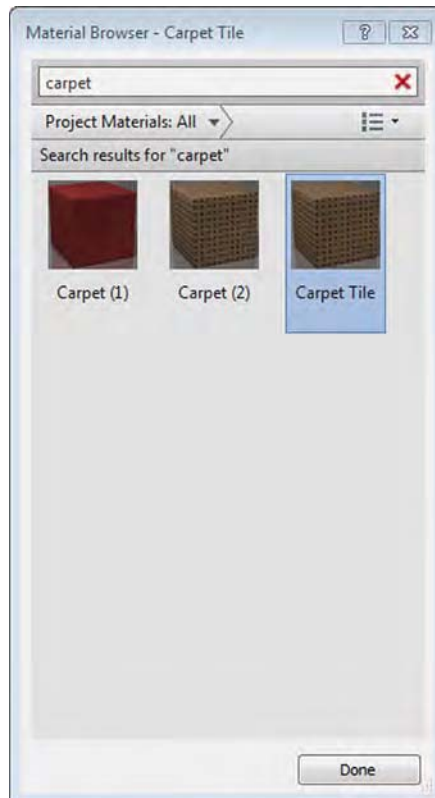 Material Browser - Carpet Tile
carpet
Project Materials: All
Search results for "carpet"
Carpet (1) Carpet (2) Carpet Tile
Done